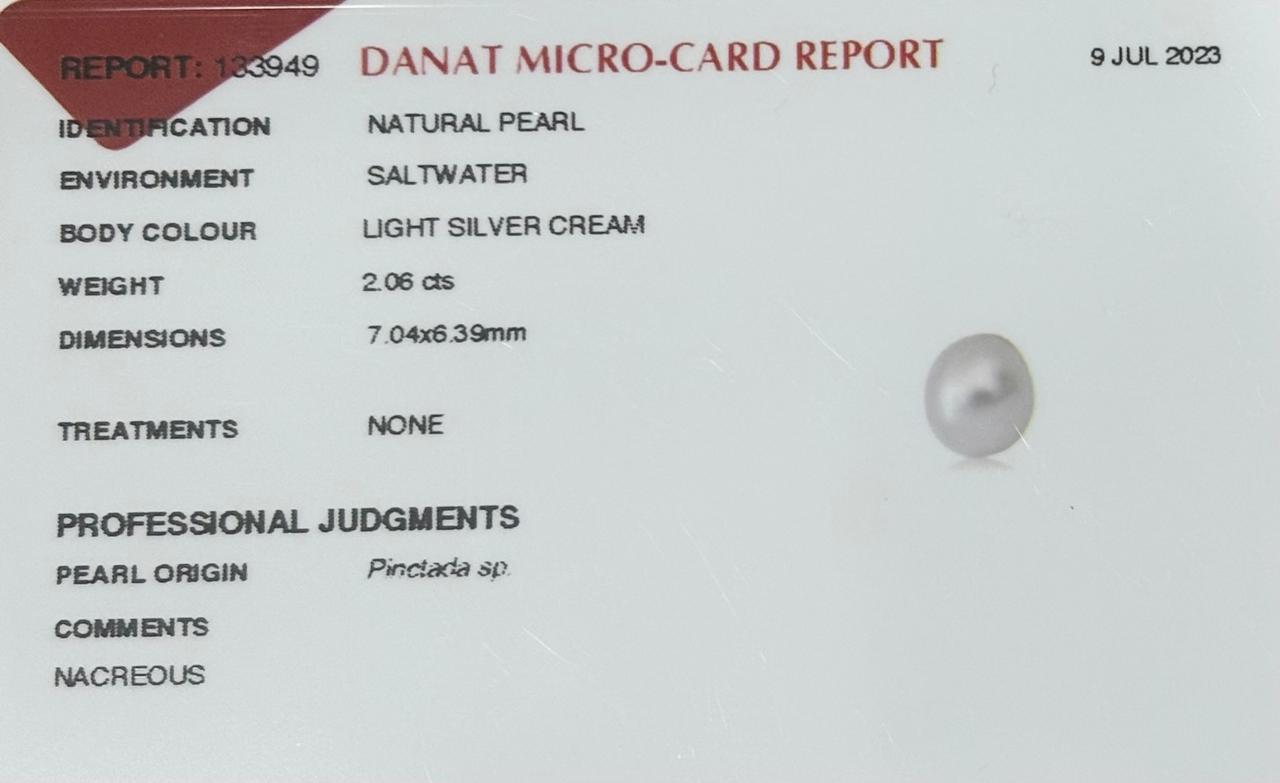 REPORT: 133949 DANAT MICRO-CARD REPORT 9 JUL 2023
IDENTIFICATION NATURAL PEARL
ENVIRONMENT SALTWATER
BODY COLOUR LIGHT SILVER CREAM
WEIGHT 2.06 cts
DIMENSIONS 7.04x6.39mm
TREATMENTS NONE
PROFESSIONAL JUDGMENTS
PEARL ORIGIN Pinctada sp.
COMMENTS
NACREOUS